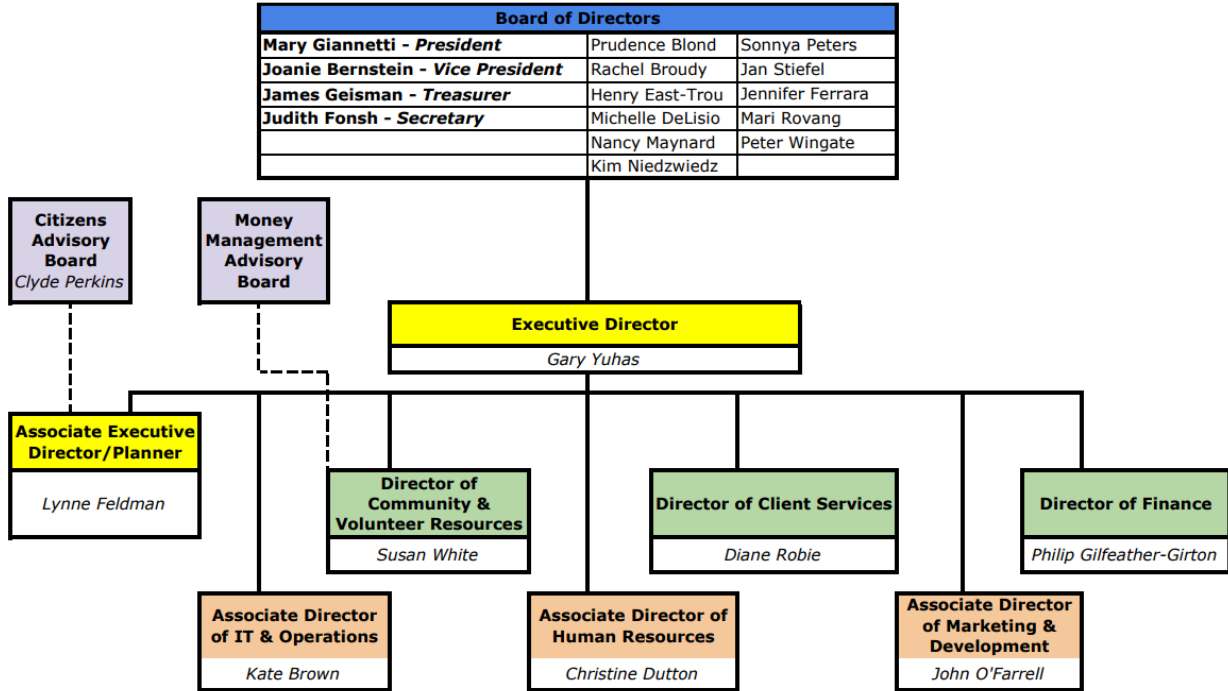 Board of Directors
Mary Giannetti - President Prudence Blond Sonnya Peters
Joanie Bernstein - Vice President Rachel Broudy Jan Stiefel
James Geisman - Treasurer Henry East-Trou Jennifer Ferrara
Judith Fonsh - Secretary Michelle DeLisio Mari Rovang
Nancy Maynard Peter Wingate
Kim Niedzwiedz
Citizens
Advisory
Board
Clyde Perkins
Money
Management
Advisory
Board
Executive Director
Gary Yuhas
Associate Executive
Director/Planner
Lynne Feldman
Director of
Community &
Volunteer Resources
Susan White
Director of Client Services
Diane Robie
Director of Finance
Philip Gilfeather-Girton
Associate Director
of IT & Operations
Kate Brown
Associate Director of
Human Resources
Christine Dutton
Associate Director
of Marketing &
Development
John O'Farrell